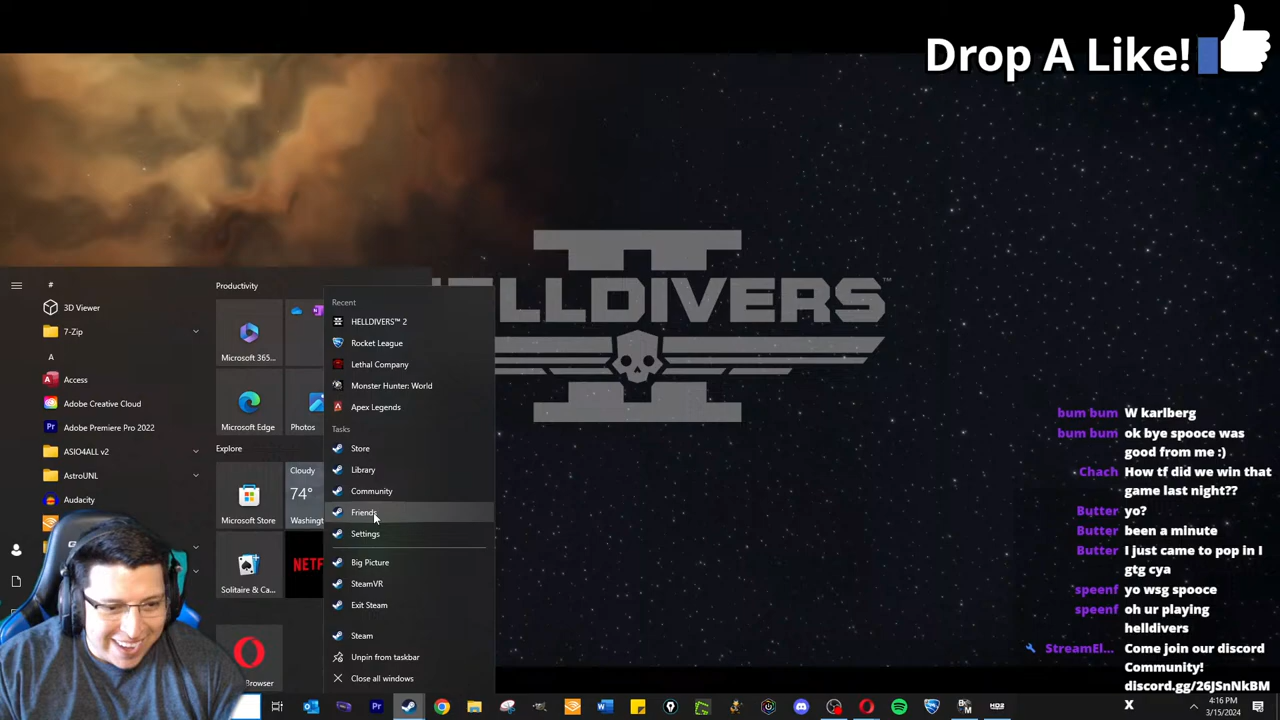 Drop A Like!
HELLDIVERS™
#
3D Viewer
7-Zip
A
Access
Adobe Creative Cloud
Adobe Premiere Pro 2022
ASIO4ALL v2
AstroUNL
Audacity
Productivity
Microsoft 365...
Microsoft Edge
Photos
Explore
Microsoft Store
Cloudy
74°
Washingt
Solitaire & Ca...
NETF
Browser
Recent
HELLDIVERS™ 2
Rocket League
Lethal Company
Monster Hunter: World
Apex Legends
Tasks
Store
Library
Community
Friends
Settings
Big Picture
SteamVR
Exit Steam
Steam
Unpin from taskbar
Close all windows
bum bum W karlberg
bum bum ok bye spooce was
good from me :)
Chach How tf did we win that
game last night??
Butter yo?
Butter been a minute
Butter I just came to pop in I
gtg cya
speenf yo wsg spooce
speenf oh ur playing
helldivers
StreamEl... Come join our discord
Community!
discord.gg/26JSnNkBM
X
HD2
4:16 PM
3/15/2024